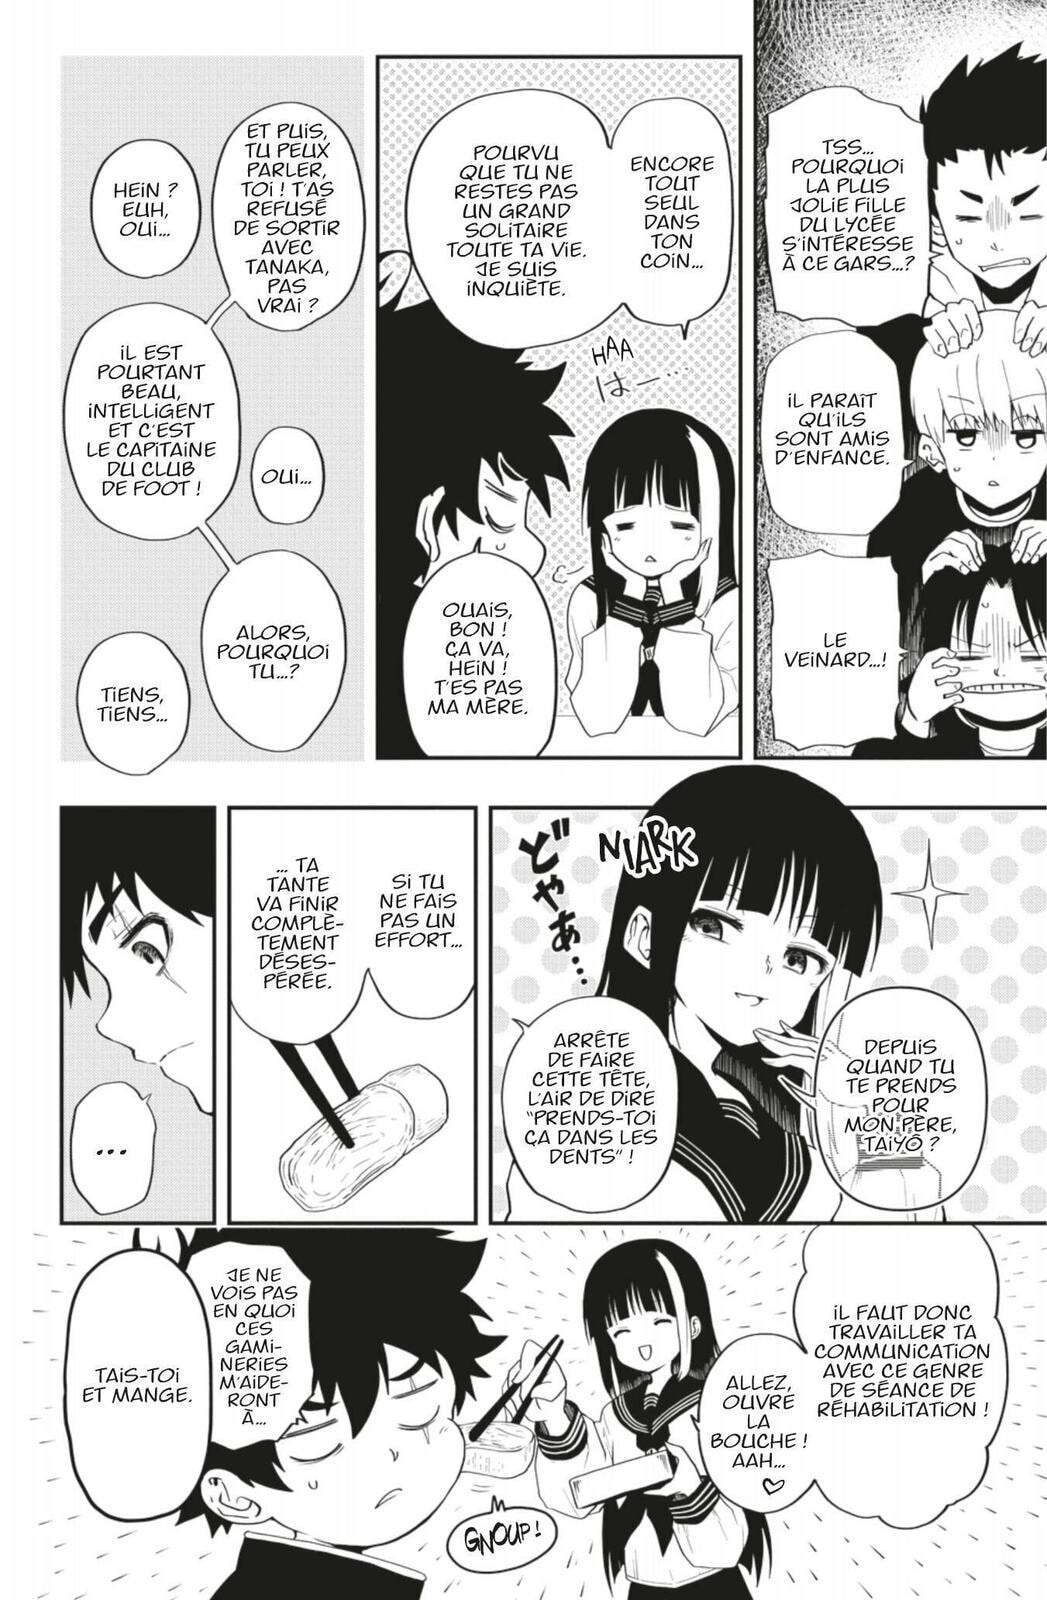 TSS...
POURQUOI
LA PLUS
JOLIE FILLE
DU LYCÉE
S'INTÉRESSE
À CE GARS...?
IL PARAÎT
QU'ILS
SONT AMIS
D'ENFANCE.
LE
VEINARD...!
ENCORE
TOUT
SEUL
DANS
TON
COIN...
POURVU
QUE TU NE
RESTES PAS
UN GRAND
SOLITAIRE
TOUTE TA VIE.
JE SUIS
INQUIÈTE.
HAA
はー…
OUAIS,
BON !
ÇA VA,
HEIN !
T'ES PAS
MA MÈRE.
ET PUIS,
TU PEUX
PARLER,
TOI ! T'AS
REFUSÉ
DE SORTIR
AVEC
TANAKA,
PAS
VRAI ?
HEIN ?
EUH,
OUI...
IL EST
POURTANT
BEAU,
INTELLIGENT
ET C'EST
LE CAPITAINE
DU CLUB
DE FOOT !
OUI...
ALORS,
POURQUOI
TU...?
TIENS,
TIENS...
NIARK
どやぁ…
DEPUIS
QUAND TU
TE PRENDS
POUR
MON PÈRE,
TAIYÔ ?
ARRÊTE
DE FAIRE
CETTE TÊTE,
L'AIR DE DIRE
"PRENDS-TOI
ÇA DANS LES
DENTS" !
SI TU
NE FAIS
PAS UN
EFFORT...
... TA
TANTE
VA FINIR
COMPLÈ-
TEMENT
DÉSES-
PÉRÉE.
...
IL FAUT DONC
TRAVAILLER TA
COMMUNICATION
AVEC CE GENRE
DE SÉANCE DE
RÉHABILITATION !
ALLEZ,
OUVRE
LA
BOUCHE !
AAH...
♡
GNOUP !
JE NE
VOIS PAS
EN QUOI
CES
GAMI-
NERIES
M'AIDE-
RONT
À...
TAIS-TOI
ET MANGE.